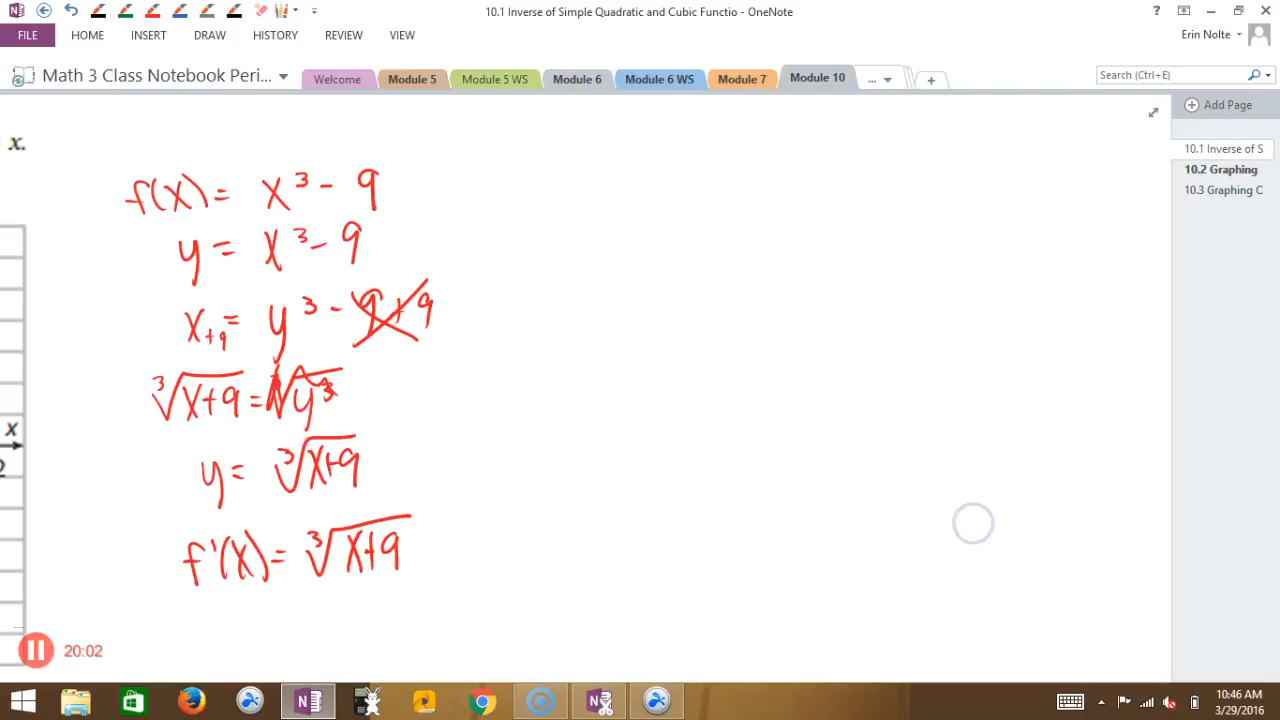 10.1 Inverse of Simple Quadratic and Cubic Functio - OneNote
?
FILE HOME INSERT DRAW HISTORY REVIEW VIEW
Erin Nolte
Math 3 Class Notebook Peri...
Welcome Module 5 Module 5 WS Module 6 Module 6 WS Module 7 Module 10 ...
Search (Ctrl+E)
Add Page
10.1 Inverse of S
10.2 Graphing
10.3 Graphing C
x.
f(x) = x³ - 9
y = x³ - 9
x+9 = y³ - 9 + 9
∛x+9 = ∛y³
y = ∛x+9
f'(x) = ∛x+9
x
2
20:02
10:46 AM
3/29/2016